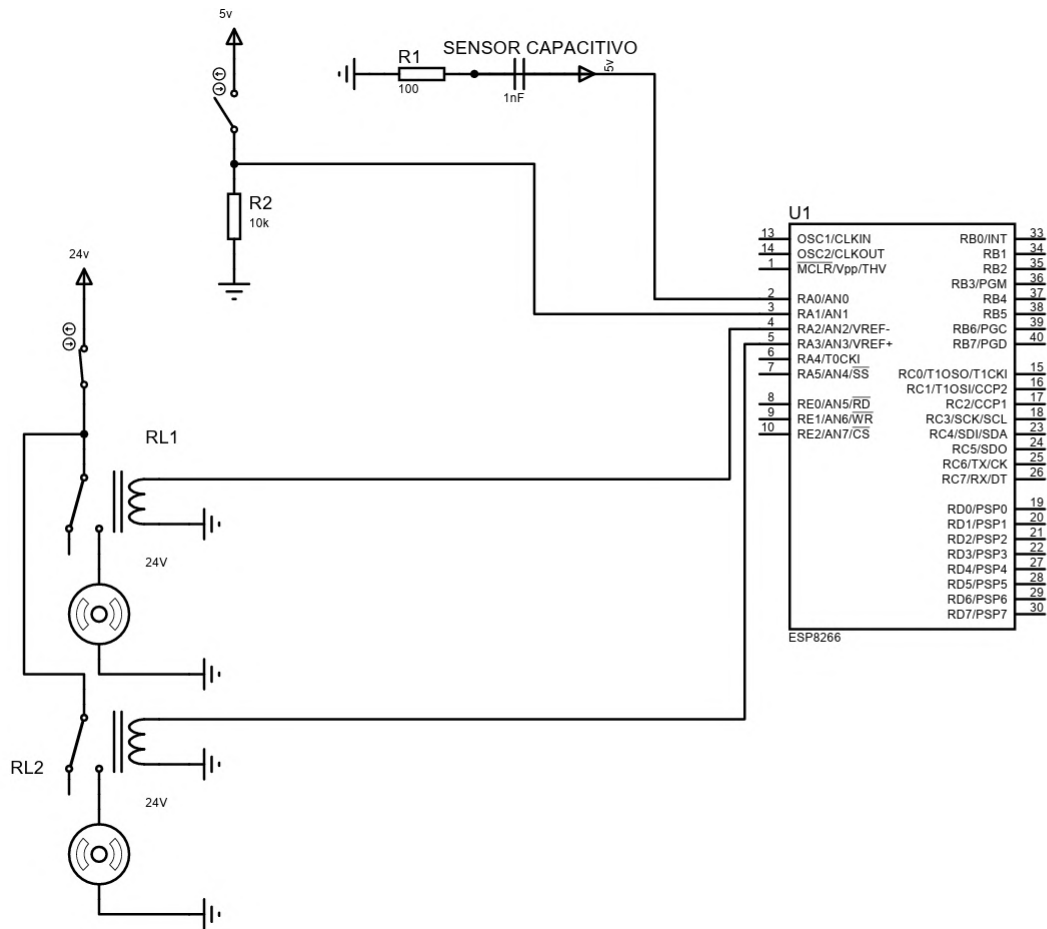 5v
SENSOR CAPACITIVO
R1
100
1nF
5v
R2
10k
24v
RL1
24V
RL2
24V
U1
13 OSC1/CLKIN RB0/INT 33
14 OSC2/CLKOUT RB1 34
1 MCLR/Vpp/THV RB2 35
RB3/PGM 36
2 RA0/AN0 RB4 37
3 RA1/AN1 RB5 38
4 RA2/AN2/VREF- RB6/PGC 39
5 RA3/AN3/VREF+ RB7/PGD 40
6 RA4/T0CKI
7 RA5/AN4/SS RC0/T1OSO/T1CKI 15
RC1/T1OSI/CCP2 16
8 RE0/AN5/RD RC2/CCP1 17
9 RE1/AN6/WR RC3/SCK/SCL 18
10 RE2/AN7/CS RC4/SDI/SDA 23
RC5/SDO 24
RC6/TX/CK 25
RC7/RX/DT 26
RD0/PSP0 19
RD1/PSP1 20
RD2/PSP2 21
RD3/PSP3 22
RD4/PSP4 27
RD5/PSP5 28
RD6/PSP6 29
RD7/PSP7 30
ESP8266